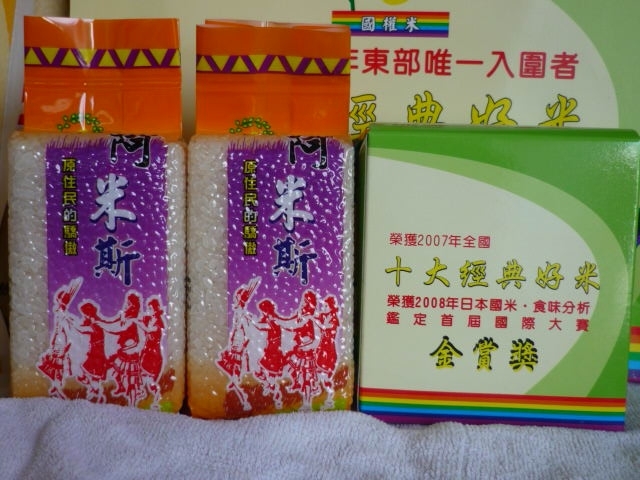 國權米
年東部唯一入圍者
經典好米
阿米斯
原住民的驕傲
阿米斯
原住民的驕傲
榮獲2007年全國
十大經典好米
榮獲2008年日本國米·食味分析
鑑定首屆國際大賽
金賞獎